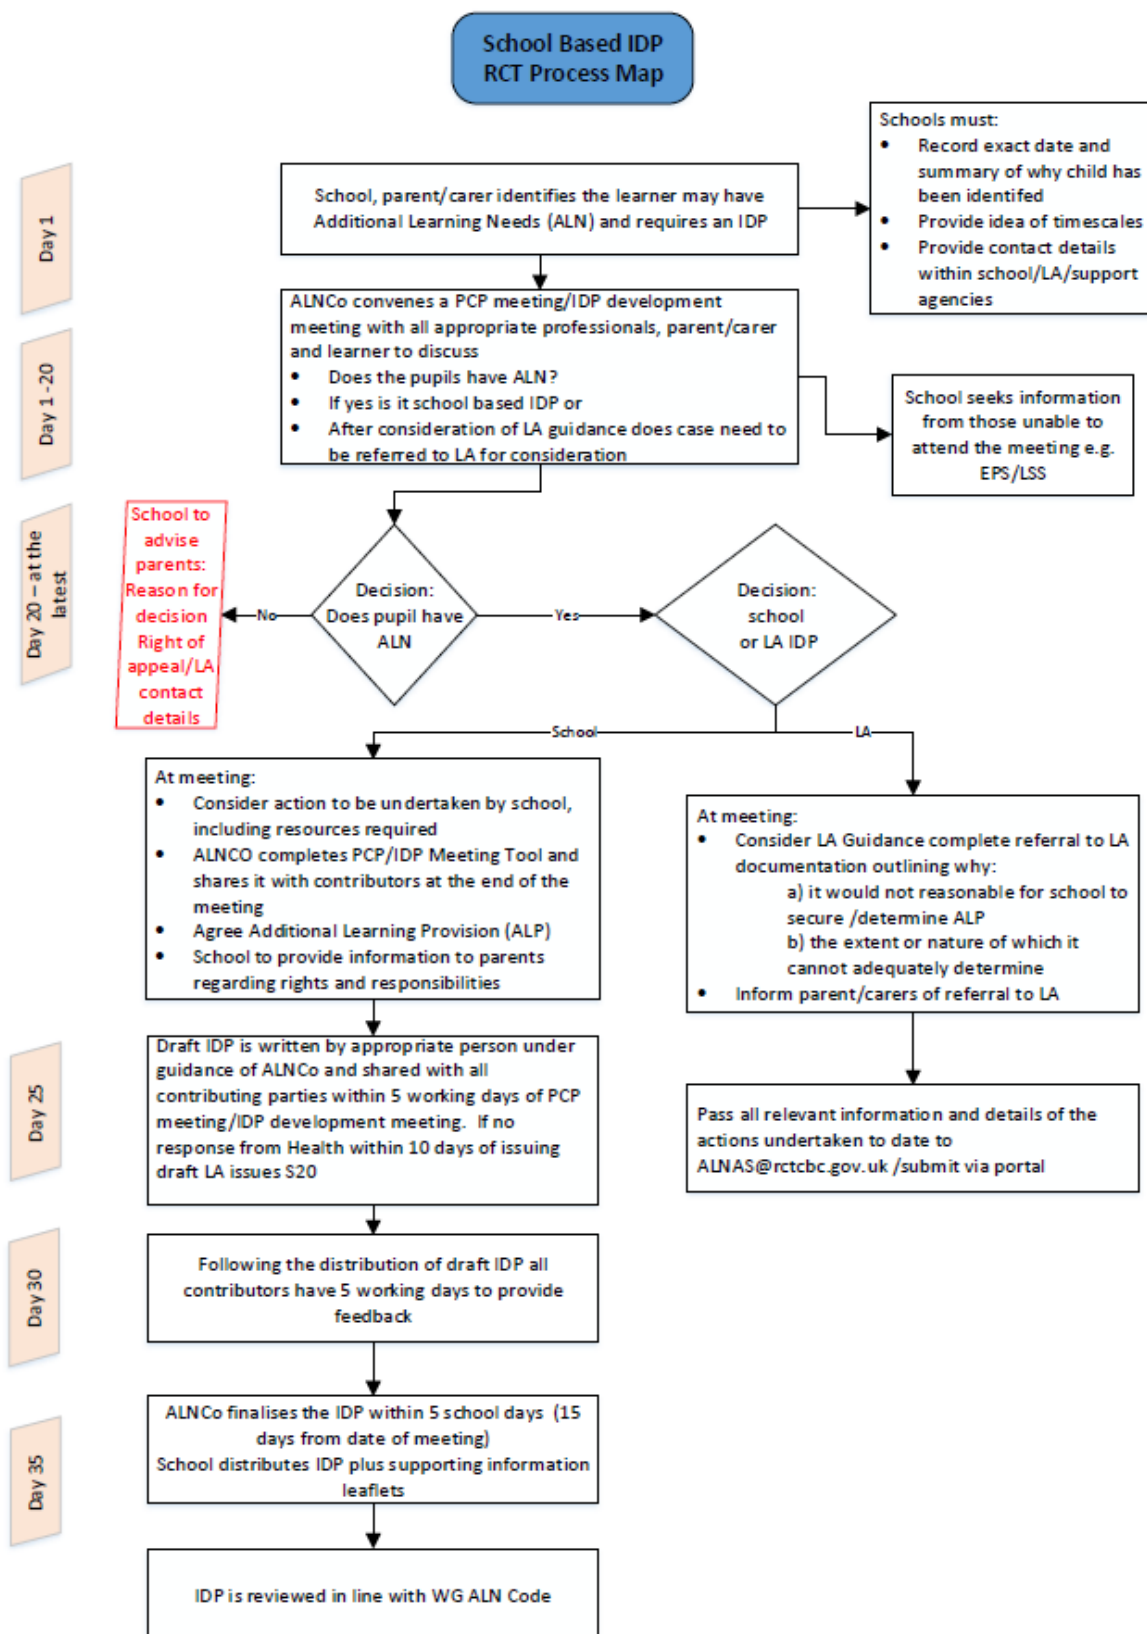 School Based IDP
RCT Process Map
Schools must:
• Record exact date and
summary of why child has
been identifed
• Provide idea of timescales
• Provide contact details
within school/LA/support
agencies
Day 1
School, parent/carer identifies the learner may have
Additional Learning Needs (ALN) and requires an IDP
Day 1 -20
ALNCo convenes a PCP meeting/IDP development
meeting with all appropriate professionals, parent/carer
and learner to discuss
• Does the pupils have ALN?
• If yes is it school based IDP or
• After consideration of LA guidance does case need to
be referred to LA for consideration
School seeks information
from those unable to
attend the meeting e.g.
EPS/LSS
Day 20 – at the
latest
School to
advise
parents:
Reason for
decision
Right of
appeal/LA
contact
details
No
Decision:
Does pupil have
ALN
Yes
Decision:
school
or LA IDP
School
LA
At meeting:
• Consider action to be undertaken by school,
including resources required
• ALNCO completes PCP/IDP Meeting Tool and
shares it with contributors at the end of the
meeting
• Agree Additional Learning Provision (ALP)
• School to provide information to parents
regarding rights and responsibilities
At meeting:
• Consider LA Guidance complete referral to LA
documentation outlining why:
a) it would not reasonable for school to
secure /determine ALP
b) the extent or nature of which it
cannot adequately determine
• Inform parent/carers of referral to LA
Day 25
Draft IDP is written by appropriate person under
guidance of ALNCo and shared with all
contributing parties within 5 working days of PCP
meeting/IDP development meeting. If no
response from Health within 10 days of issuing
draft LA issues S20
Pass all relevant information and details of the
actions undertaken to date to
ALNAS@rctcbc.gov.uk /submit via portal
Day 30
Following the distribution of draft IDP all
contributors have 5 working days to provide
feedback
Day 35
ALNCo finalises the IDP within 5 school days (15
days from date of meeting)
School distributes IDP plus supporting information
leaflets
IDP is reviewed in line with WG ALN Code